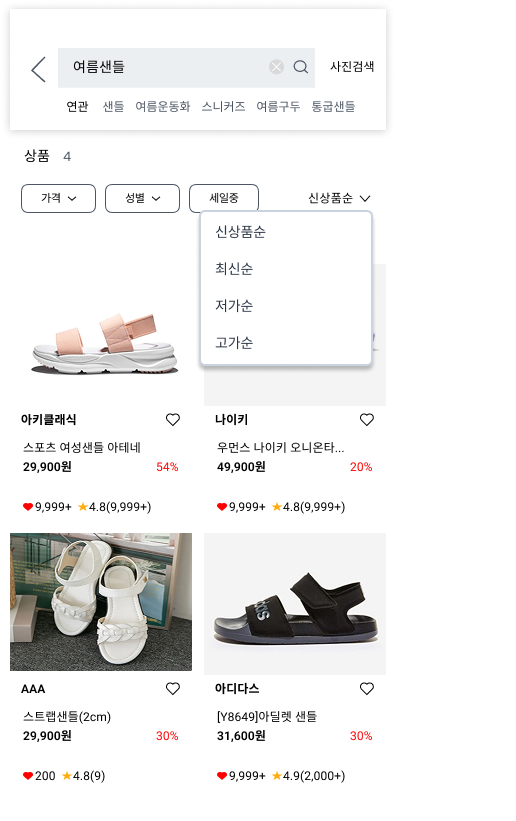 여름샌들
사진검색
연관 샌들 여름운동화 스니커즈 여름구두 통굽샌들
상품 4
가격 성별 세일중 신상품순
신상품순
최신순
저가순
고가순
아키클래식
스포츠 여성샌들 아테네
29,900원 54%
9,999+ 4.8(9,999+)
나이키
우먼스 나이키 오니온타...
49,900원 20%
9,999+ 4.8(9,999+)
AAA
스트랩샌들(2cm)
29,900원 30%
200 4.8(9)
아디다스
[Y8649]아딜렛 샌들
31,600원 30%
9,999+ 4.9(2,000+)